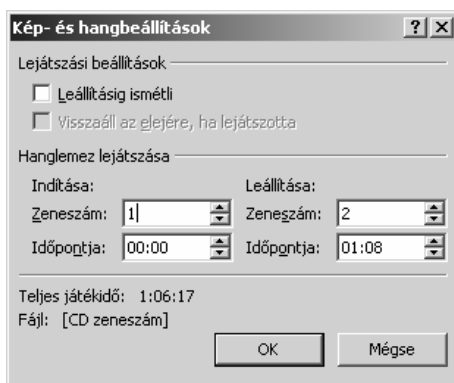 Kép- és hangbeállítások
Lejátszási beállítások
Leállításig ismétli
Visszaáll az elejére, ha lejátszotta
Hanglemez lejátszása
Indítása: Leállítása:
Zeneszám: 1 Zeneszám: 2
Időpontja: 00:00 Időpontja: 01:08
Teljes játékidő: 1:06:17
Fájl: [CD zeneszám]
OK Mégse